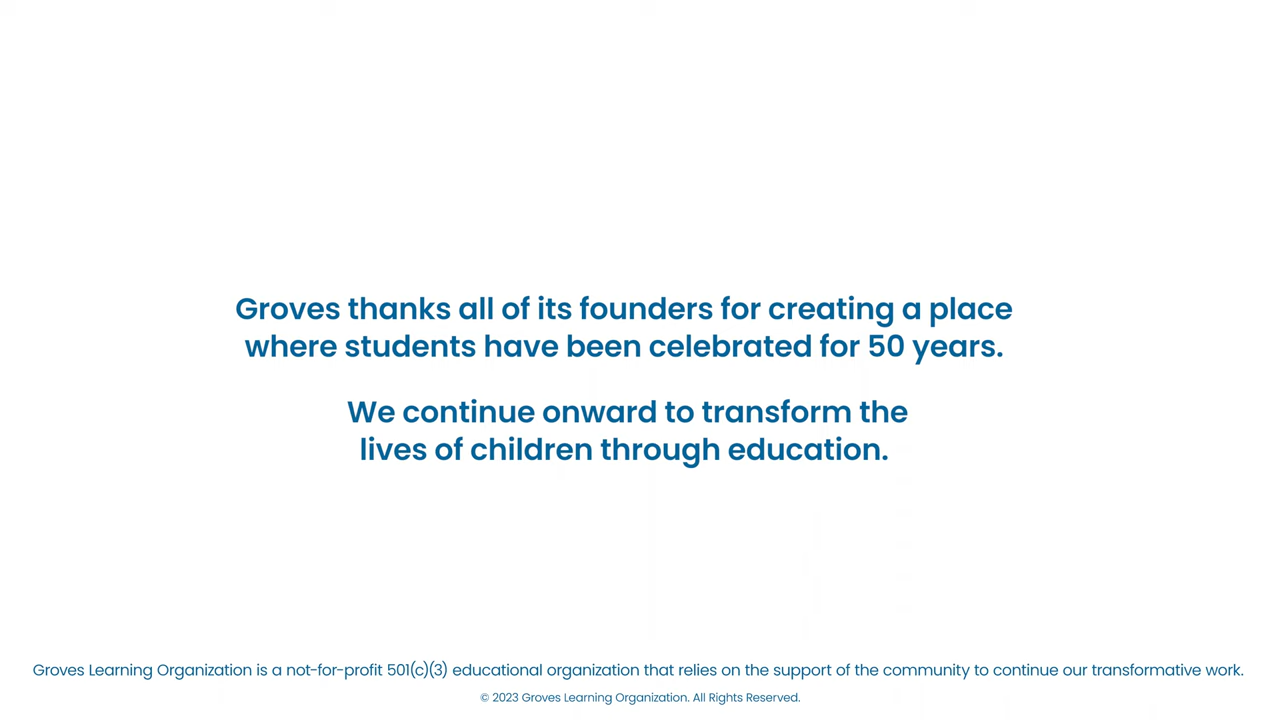 Groves thanks all of its founders for creating a place
where students have been celebrated for 50 years.
We continue onward to transform the
lives of children through education.
Groves Learning Organization is a not-for-profit 501(c)(3) educational organization that relies on the support of the community to continue our transformative work.
© 2023 Groves Learning Organization. All Rights Reserved.